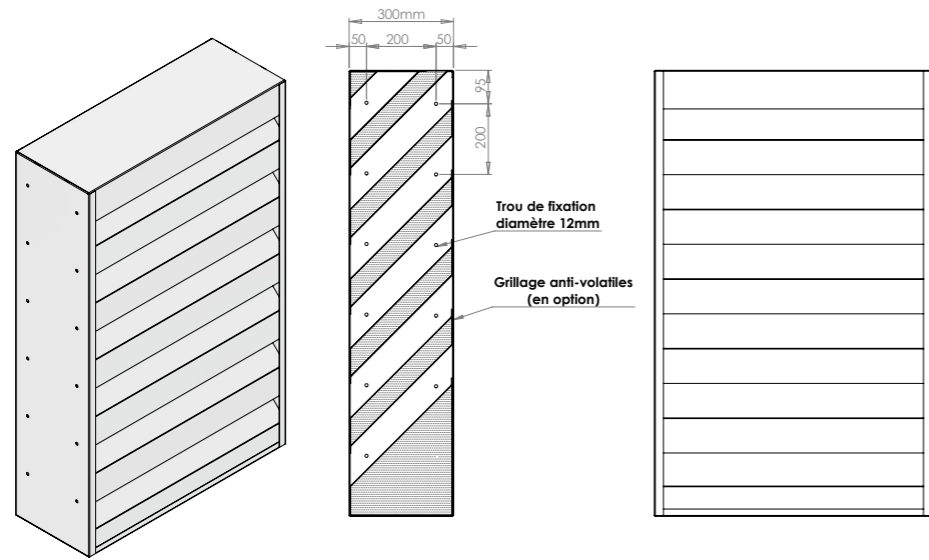 300mm
50
200
50
95
200
Trou de fixation
diamètre 12mm
Grillage anti-volatiles
(en option)